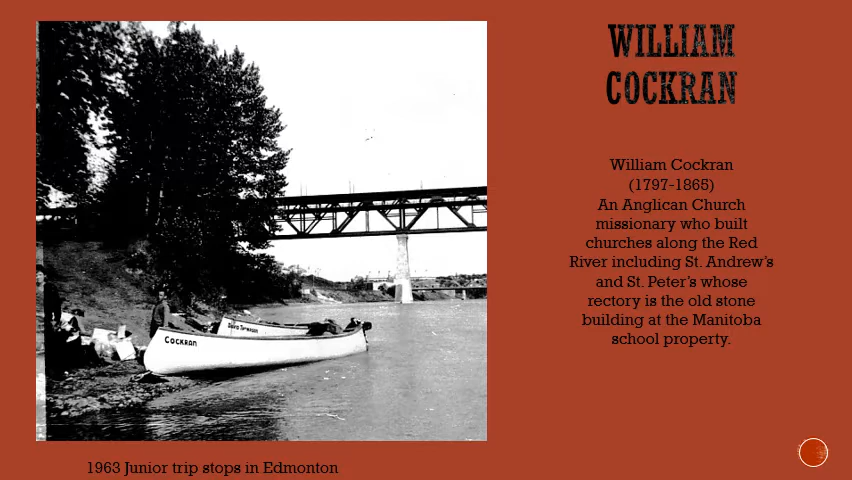 WILLIAM
COCKRAN
William Cockran
(1797-1865)
An Anglican Church
missionary who built
churches along the Red
River including St. Andrew's
and St. Peter's whose
rectory is the old stone
building at the Manitoba
school property.
DAVID THOMPSON
COCKRAN
1963 Junior trip stops in Edmonton